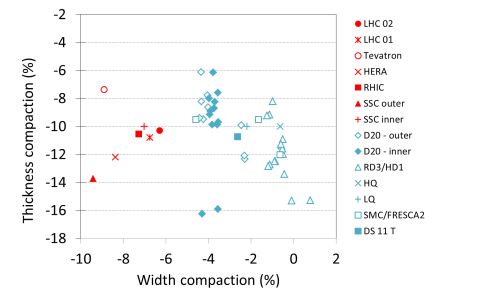 -2
-4
-6
-8
-10
-12
-14
-16
-18
-10 -8 -6 -4 -2 0 2
Thickness compaction (%)
Width compaction (%)
LHC 02
LHC 01
Tevatron
HERA
RHIC
SSC outer
SSC inner
D20 - outer
D20 - inner
RD3/HD1
HQ
LQ
SMC/FRESCA2
DS 11 T